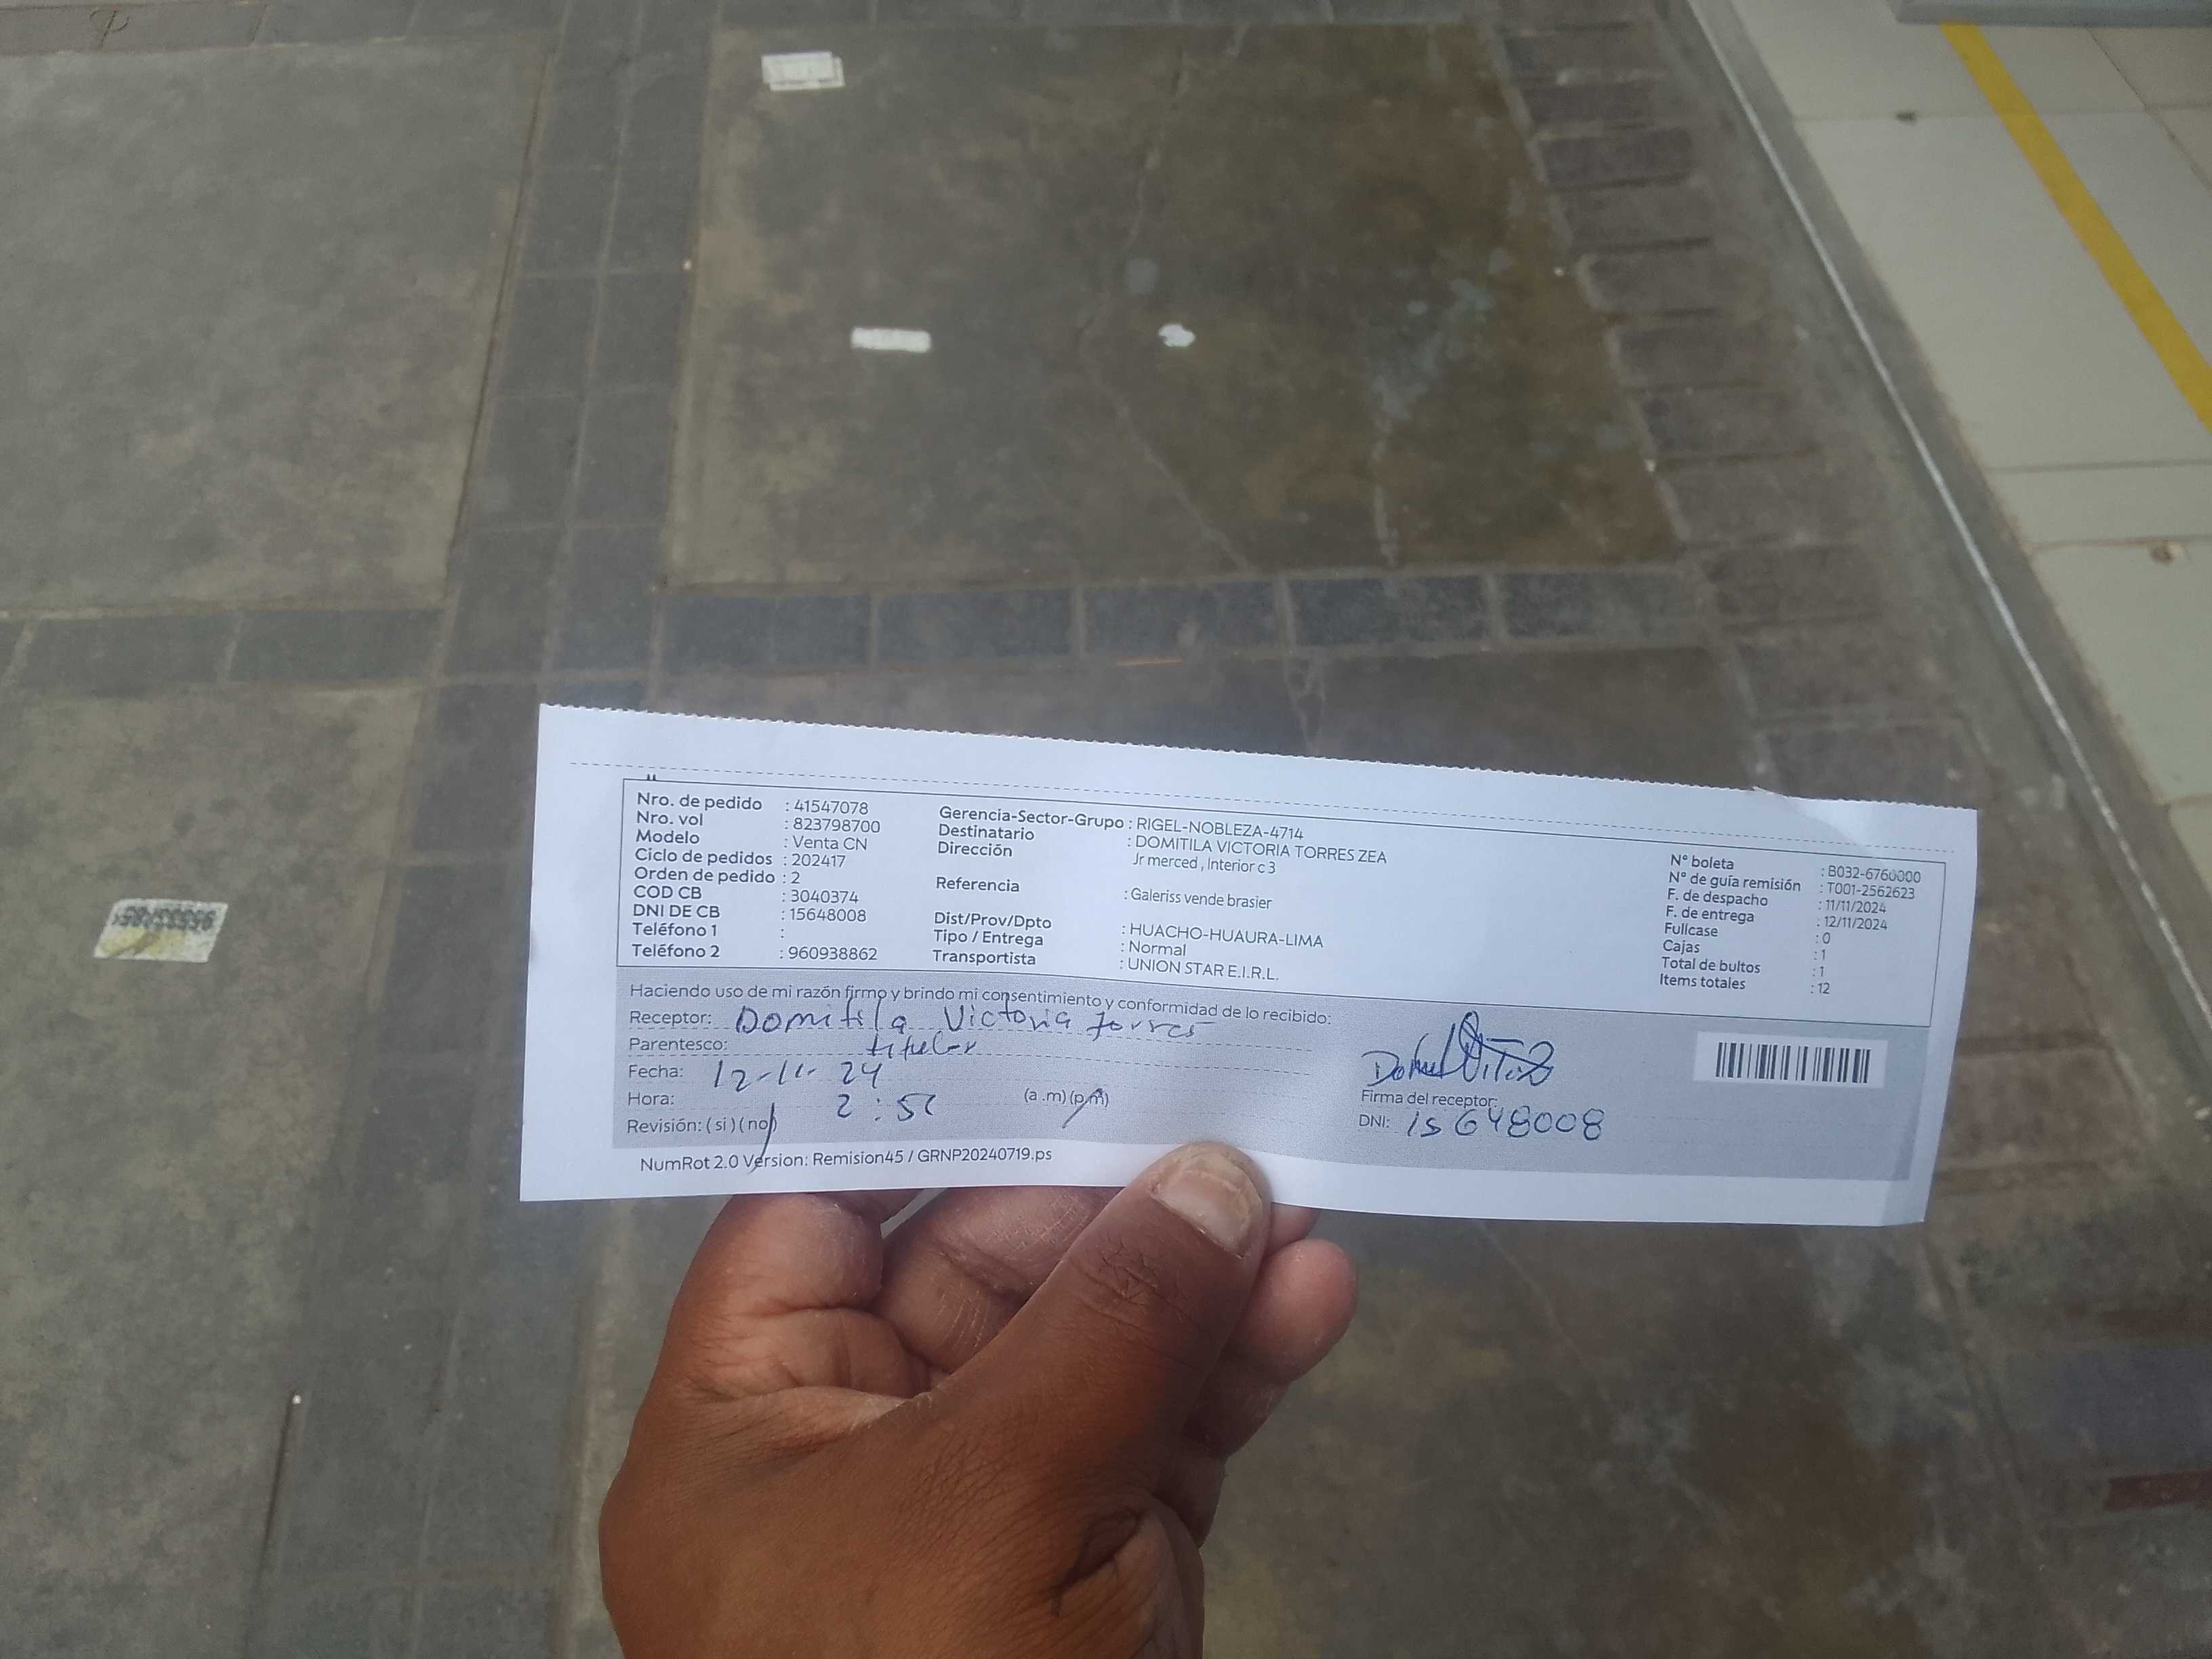 Nro. de pedido : 41547078
Nro. vol : 823798700
Modelo : Venta CN
Ciclo de pedidos : 202417
Orden de pedido : 2
COD CB : 3040374
DNI DE CB : 15648008
Teléfono 1 :
Teléfono 2 : 960938862
Gerencia-Sector-Grupo : RIGEL-NOBLEZA-4714
Destinatario : DOMITILA VICTORIA TORRES ZEA
Dirección Jr merced , Interior c 3
Referencia : Galeriss vende brasier
Dist/Prov/Dpto : HUACHO-HUAURA-LIMA
Tipo / Entrega : Normal
Transportista : UNION STAR E.I.R.L.
N° boleta : B032-6760000
N° de guía remisión : T001-2562623
F. de despacho : 11/11/2024
F. de entrega : 12/11/2024
Fullcase : 0
Cajas : 1
Total de bultos : 1
Items totales : 12
Haciendo uso de mi razón firmo y brindo mi consentimiento y conformidad de lo recibido:
Receptor: Domitila Victoria Torres
Parentesco: titular
Fecha: 12-11-24
Hora: 2:5 (a .m) (p.m)
Revisión: ( si ) ( no )
Firma del receptor:
DNI: 15648008
NumRot 2.0 Version: Remision45 / GRNP20240719.ps